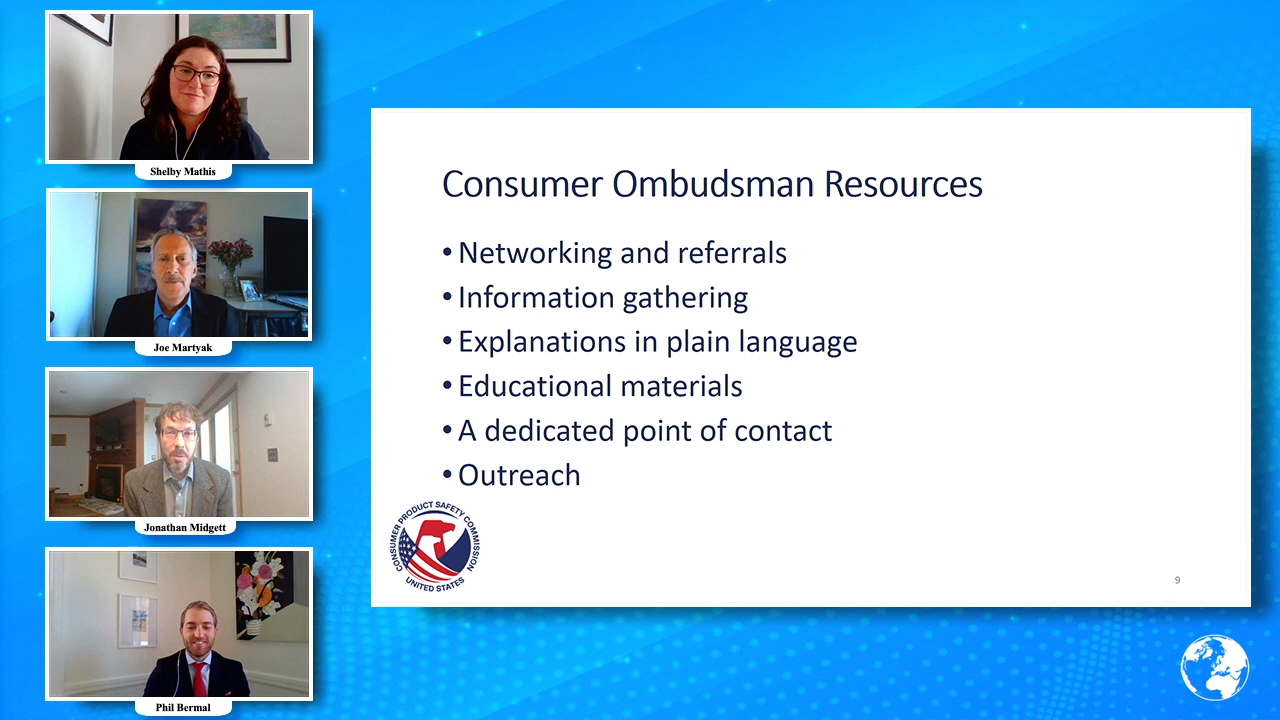 Shelby Mathis
Joe Martyak
Jonathan Midgett
Phil Bermal
Consumer Ombudsman Resources
• Networking and referrals
• Information gathering
• Explanations in plain language
• Educational materials
• A dedicated point of contact
• Outreach
CONSUMER PRODUCT SAFETY COMMISSION
UNITED STATES
9